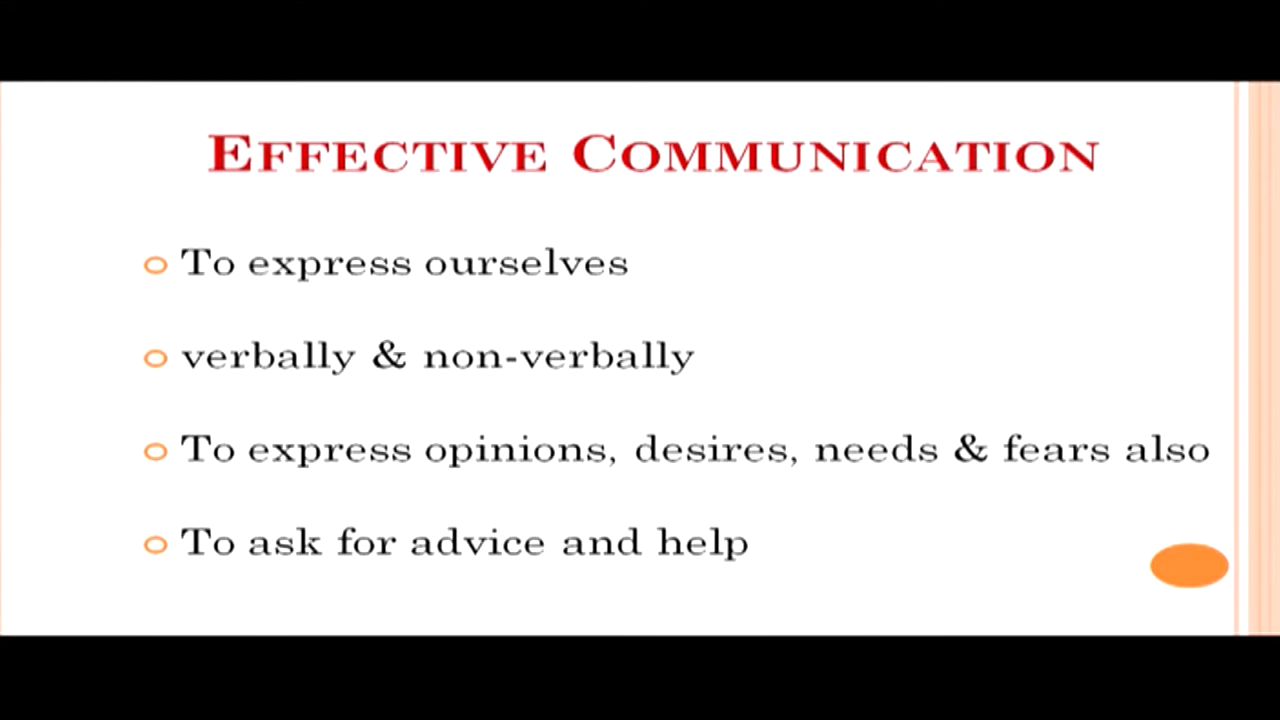 EFFECTIVE COMMUNICATION
To express ourselves
verbally & non-verbally
To express opinions, desires, needs & fears also
To ask for advice and help